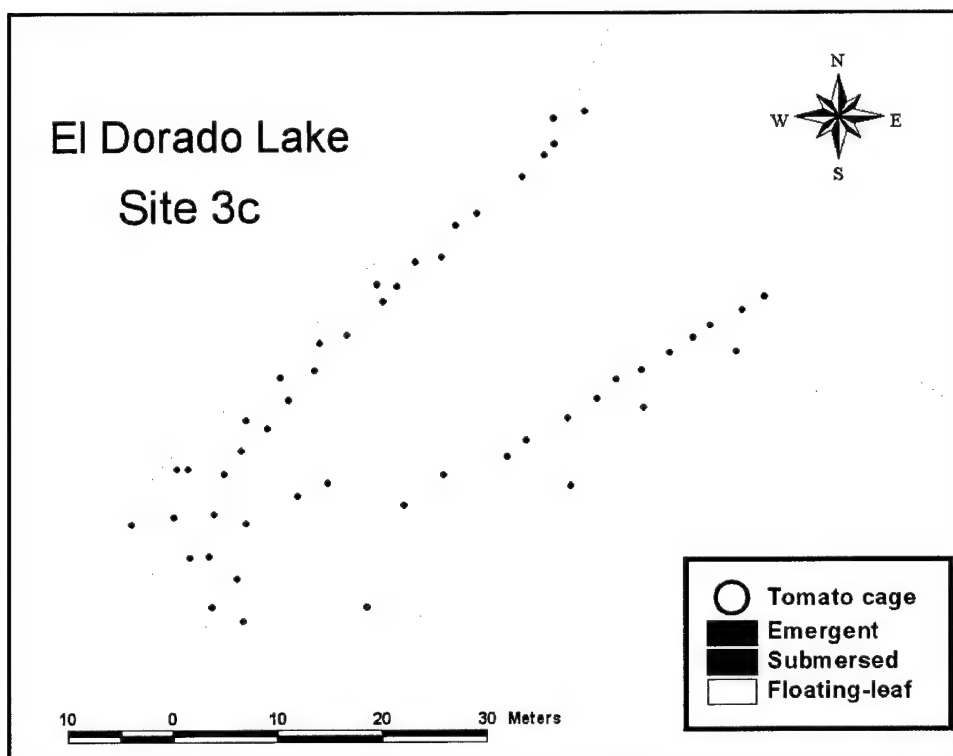 El Dorado Lake
Site 3c
N
W E
S
Tomato cage
Emergent
Submersed
Floating-leaf
10 0 10 20 30 Meters